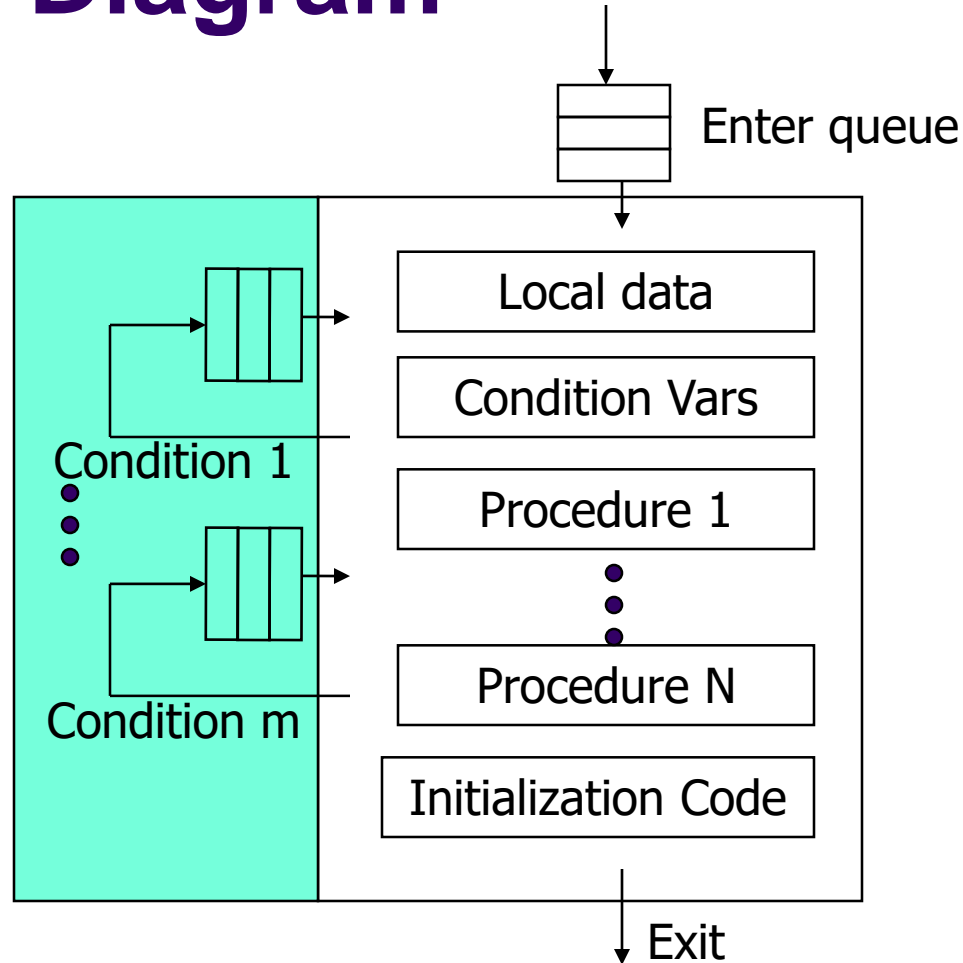 Diagram
Enter queue
Local data
Condition Vars
Condition 1
Procedure 1
Procedure N
Condition m
Initialization Code
Exit